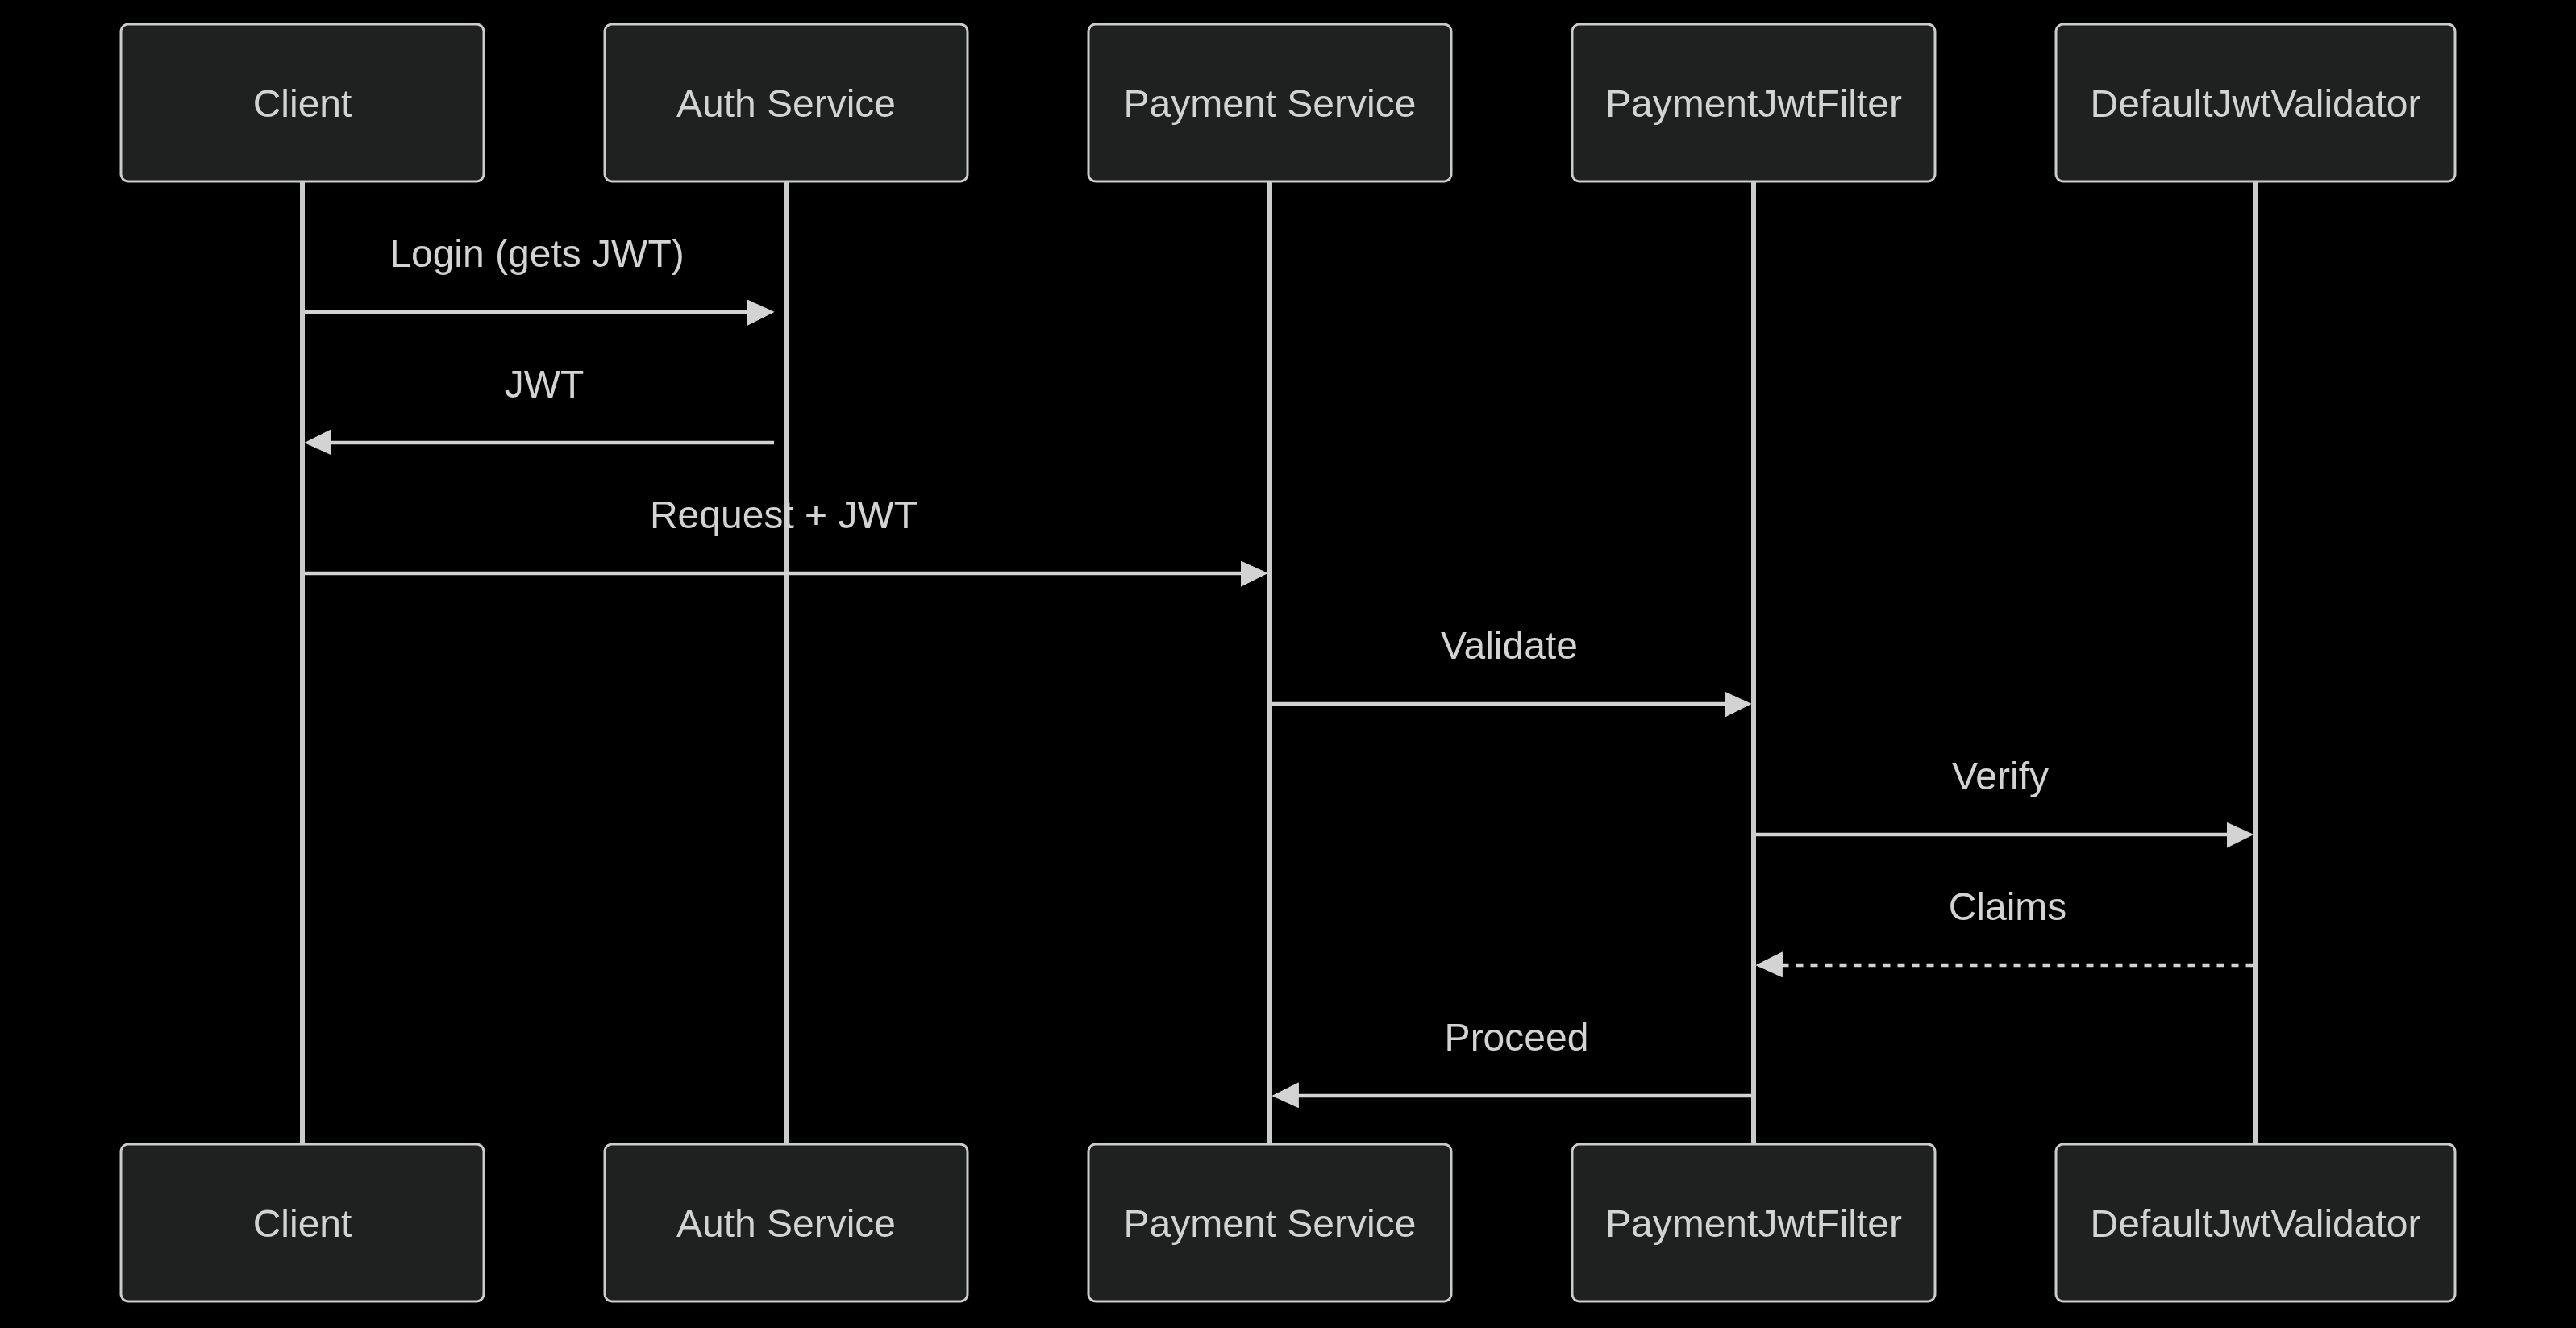 Client
Auth Service
Payment Service
PaymentJwtFilter
DefaultJwtValidator
Login (gets JWT)
JWT
Request + JWT
Validate
Verify
Claims
Proceed
Client
Auth Service
Payment Service
PaymentJwtFilter
DefaultJwtValidator